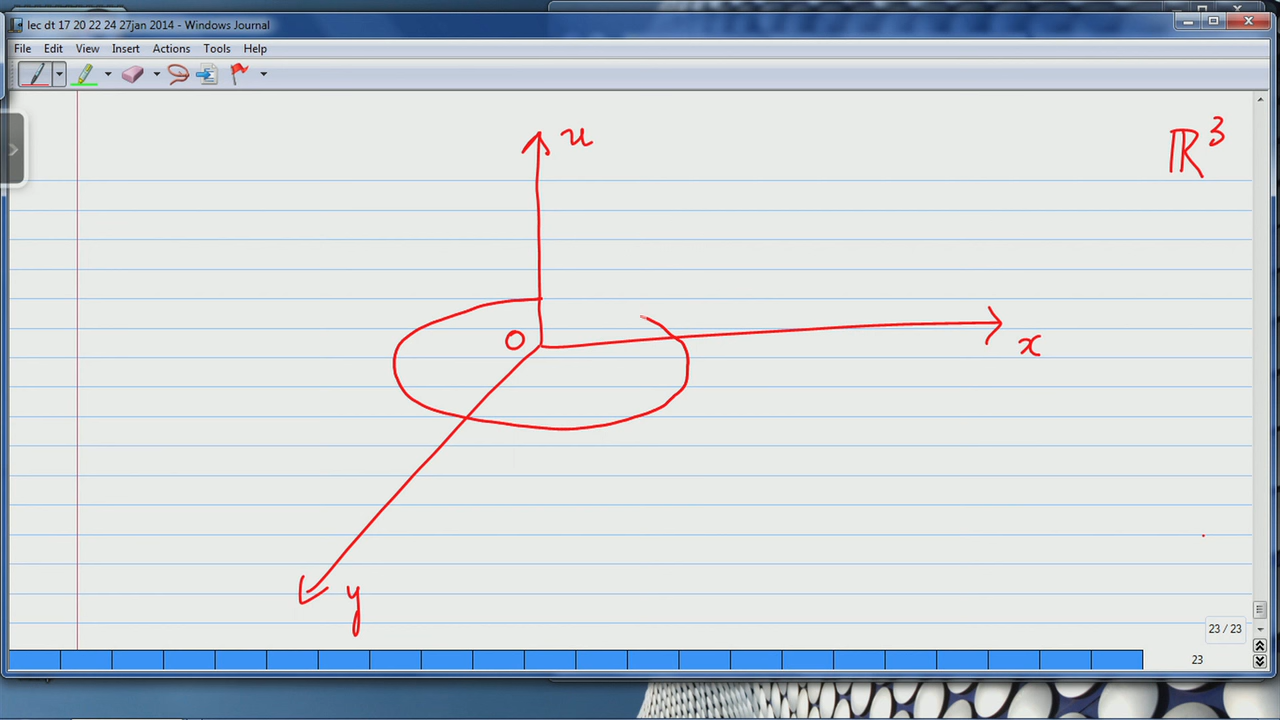 lec dt 17 20 22 24 27jan 2014 - Windows Journal
File Edit View Insert Actions Tools Help
u
ℝ³
O
x
y
23 / 23
23